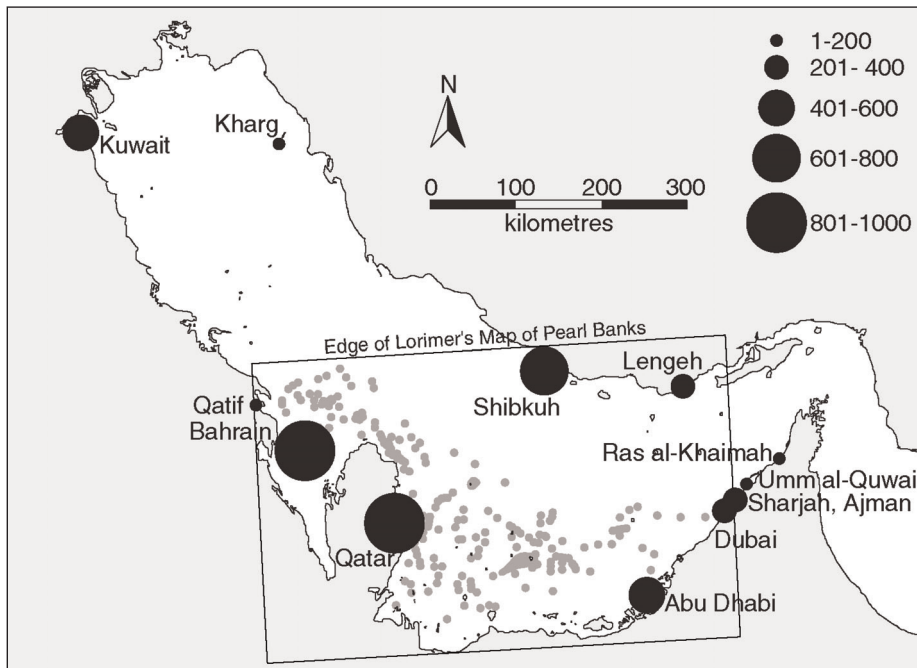 1-200
201- 400
401-600
601-800
801-1000
N
0 100 200 300
kilometres
Kuwait
Kharg
Edge of Lorimer's Map of Pearl Banks
Lengeh
Shibkuh
Qatif
Bahrain
Ras al-Khaimah
Umm al-Quwai
Sharjah, Ajman
Dubai
Qatar
Abu Dhabi